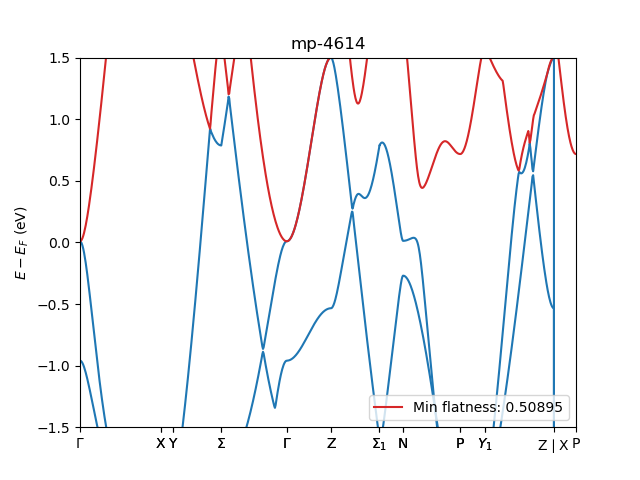 mp-4614
1.5
1.0
0.5
0.0
−0.5
−1.0
−1.5
E − E_F (eV)
Min flatness: 0.50895
Γ X Y Σ Γ Z Σ₁ N P Y₁ Z | X P